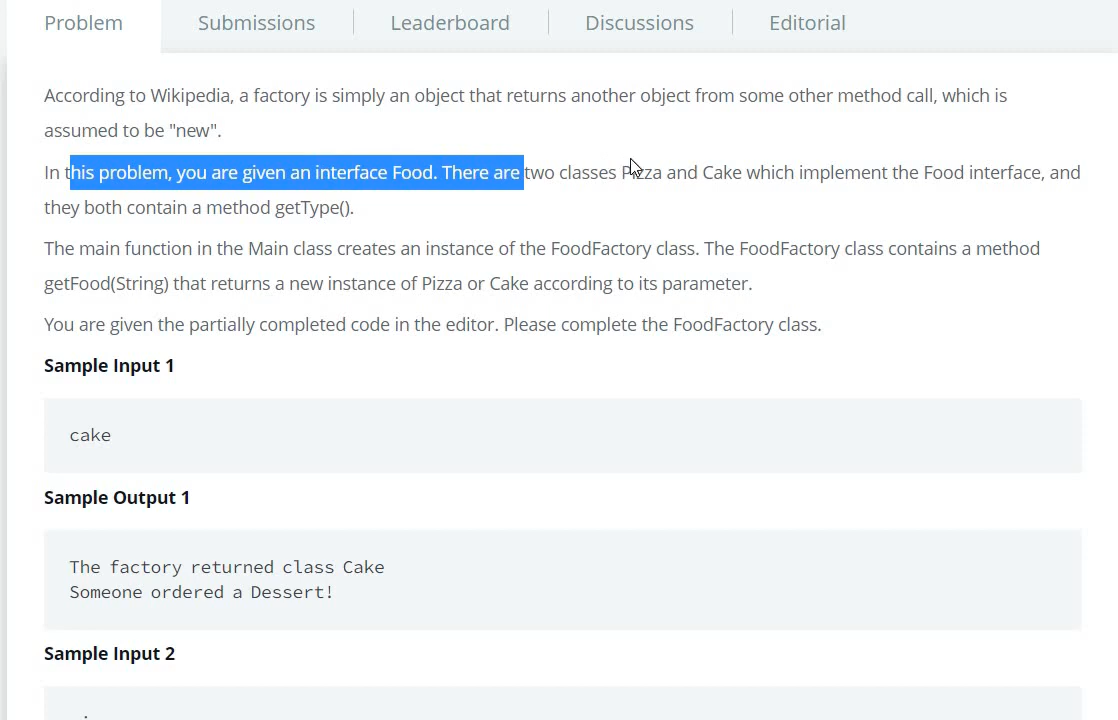 Problem
Submissions
Leaderboard
Discussions
Editorial
According to Wikipedia, a factory is simply an object that returns another object from some other method call, which is
assumed to be "new".
In this problem, you are given an interface Food. There are two classes Pizza and Cake which implement the Food interface, and
they both contain a method getType().
The main function in the Main class creates an instance of the FoodFactory class. The FoodFactory class contains a method
getFood(String) that returns a new instance of Pizza or Cake according to its parameter.
You are given the partially completed code in the editor. Please complete the FoodFactory class.
Sample Input 1
cake
Sample Output 1
The factory returned class Cake
Someone ordered a Dessert!
Sample Input 2